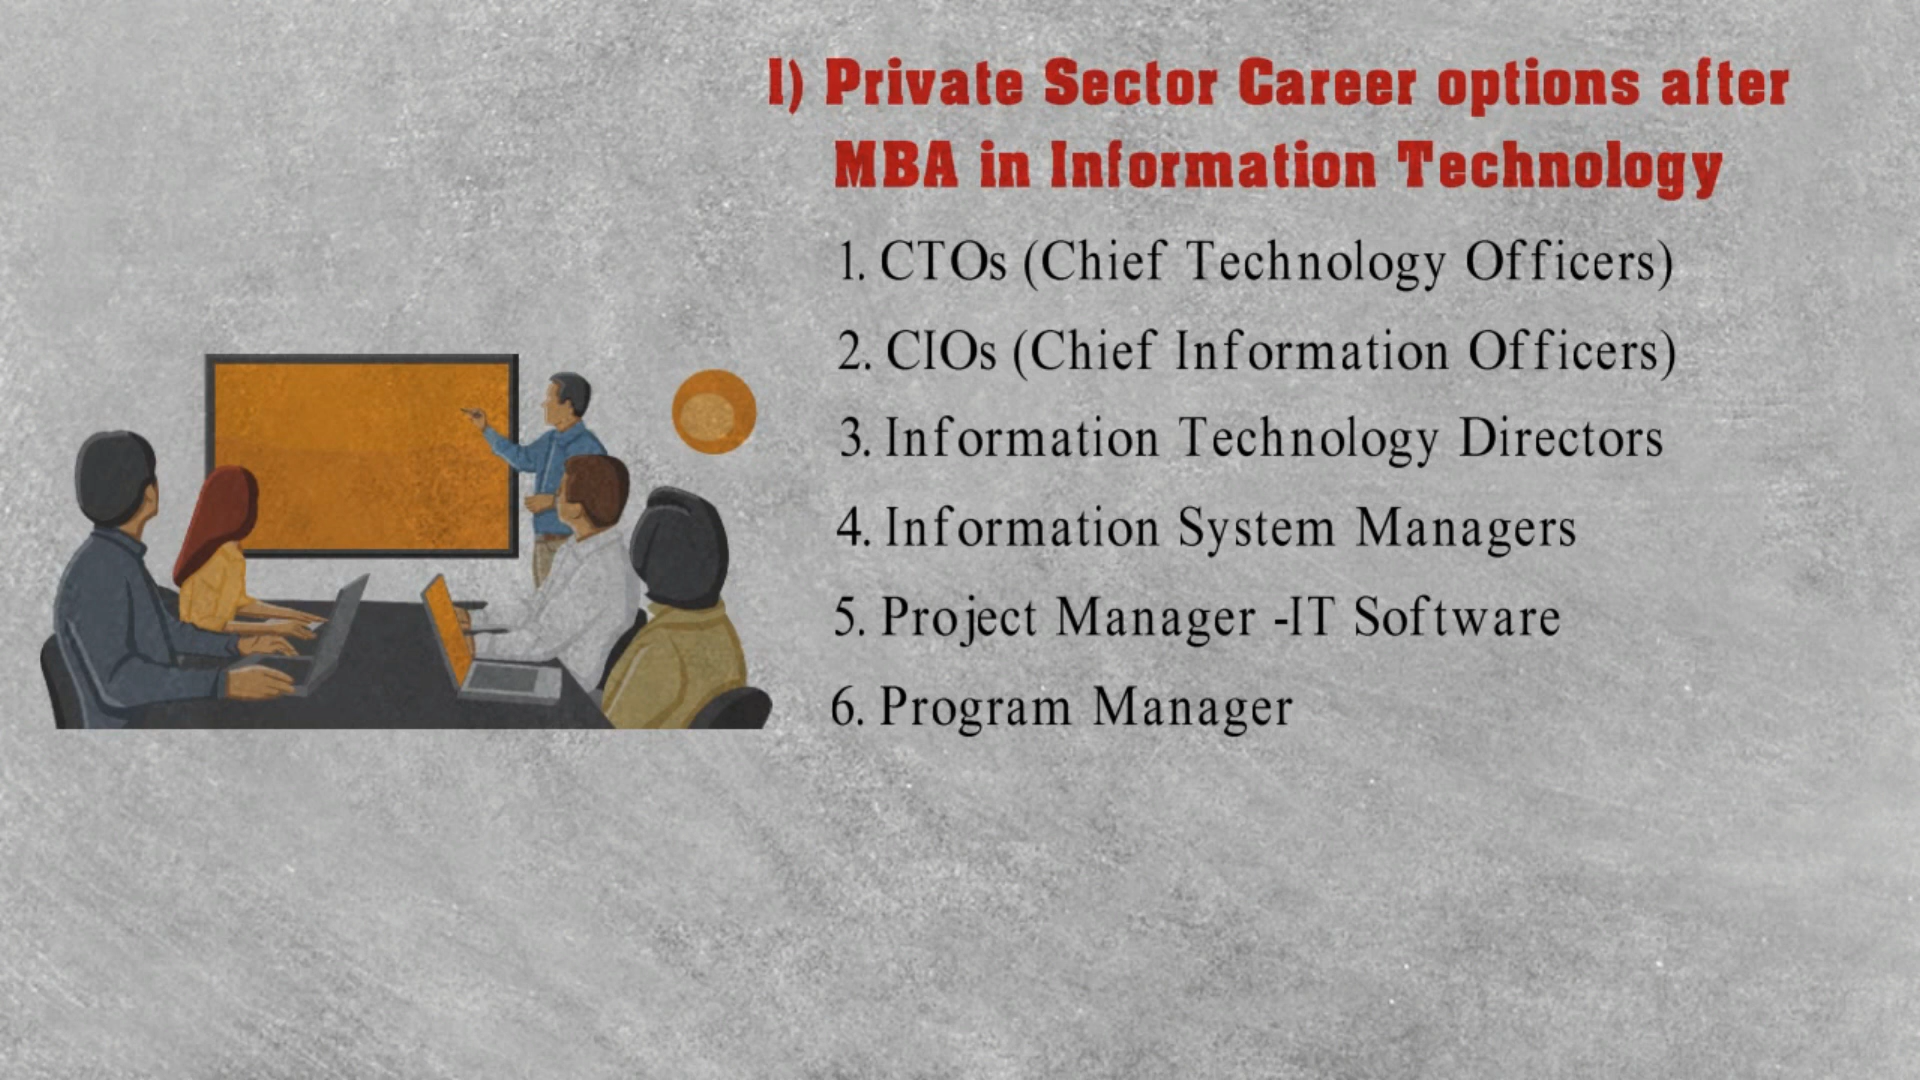 I) Private Sector Career options after
MBA in Information Technology
1. CTOs (Chief Technology Officers)
2. CIOs (Chief Information Officers)
3. Information Technology Directors
4. Information System Managers
5. Project Manager -IT Software
6. Program Manager